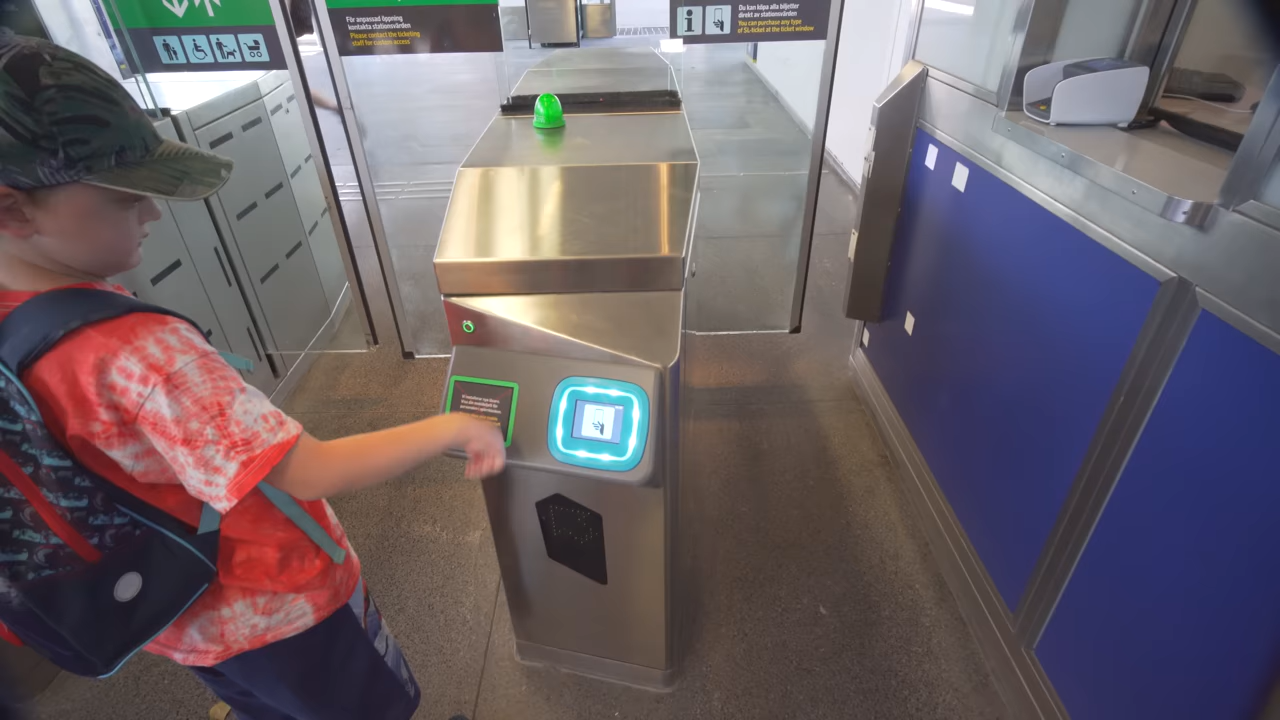 För anpassad öppning
kontakta stationsvärden
Please contact the ticketing
staff for custom access
Du kan köpa alla biljetter
direkt av stationsvärden
You can purchase any type
of SL-ticket at the ticket window